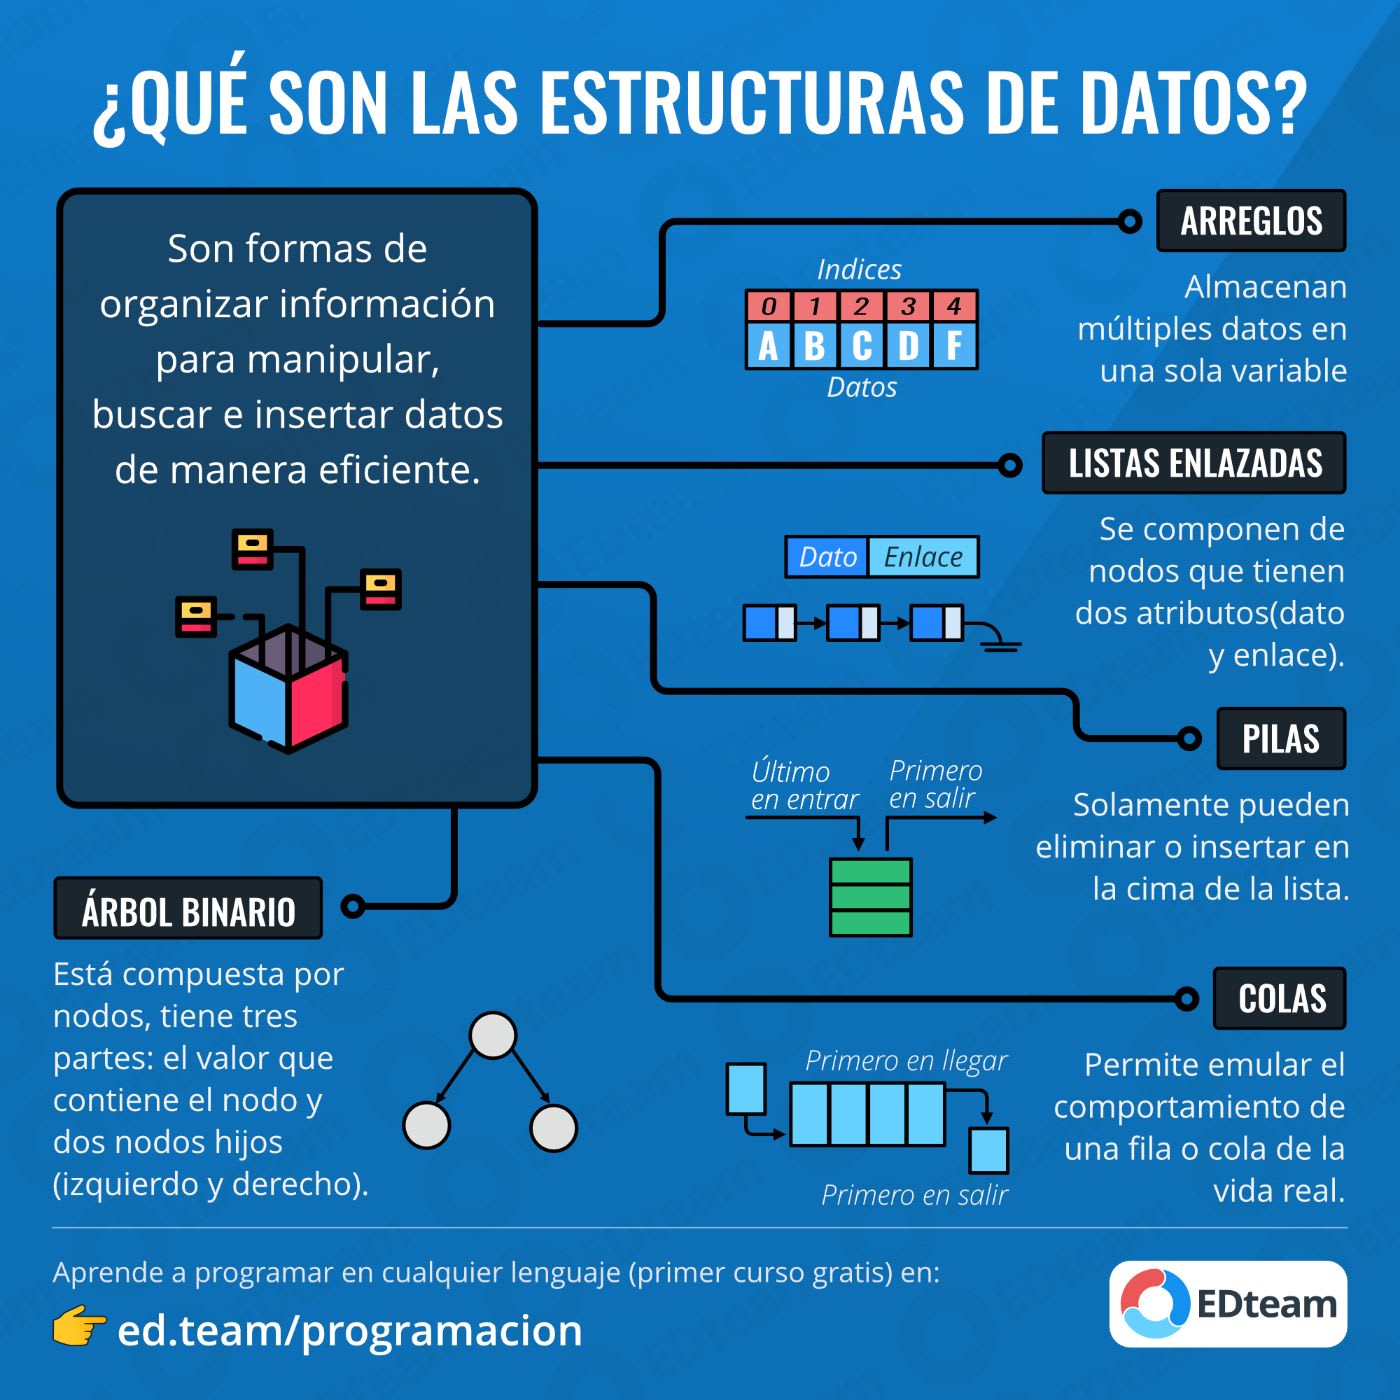 ¿QUÉ SON LAS ESTRUCTURAS DE DATOS?
Son formas de
organizar información
para manipular,
buscar e insertar datos
de manera eficiente.
ARREGLOS
Almacenan
múltiples datos en
una sola variable
Indices
0 1 2 3 4
A B C D F
Datos
LISTAS ENLAZADAS
Se componen de
nodos que tienen
dos atributos(dato
y enlace).
Dato Enlace
PILAS
Solamente pueden
eliminar o insertar en
la cima de la lista.
Último
en entrar
Primero
en salir
COLAS
Permite emular el
comportamiento de
una fila o cola de la
vida real.
Primero en llegar
Primero en salir
ÁRBOL BINARIO
Está compuesta por
nodos, tiene tres
partes: el valor que
contiene el nodo y
dos nodos hijos
(izquierdo y derecho).
Aprende a programar en cualquier lenguaje (primer curso gratis) en:
ed.team/programacion
EDteam